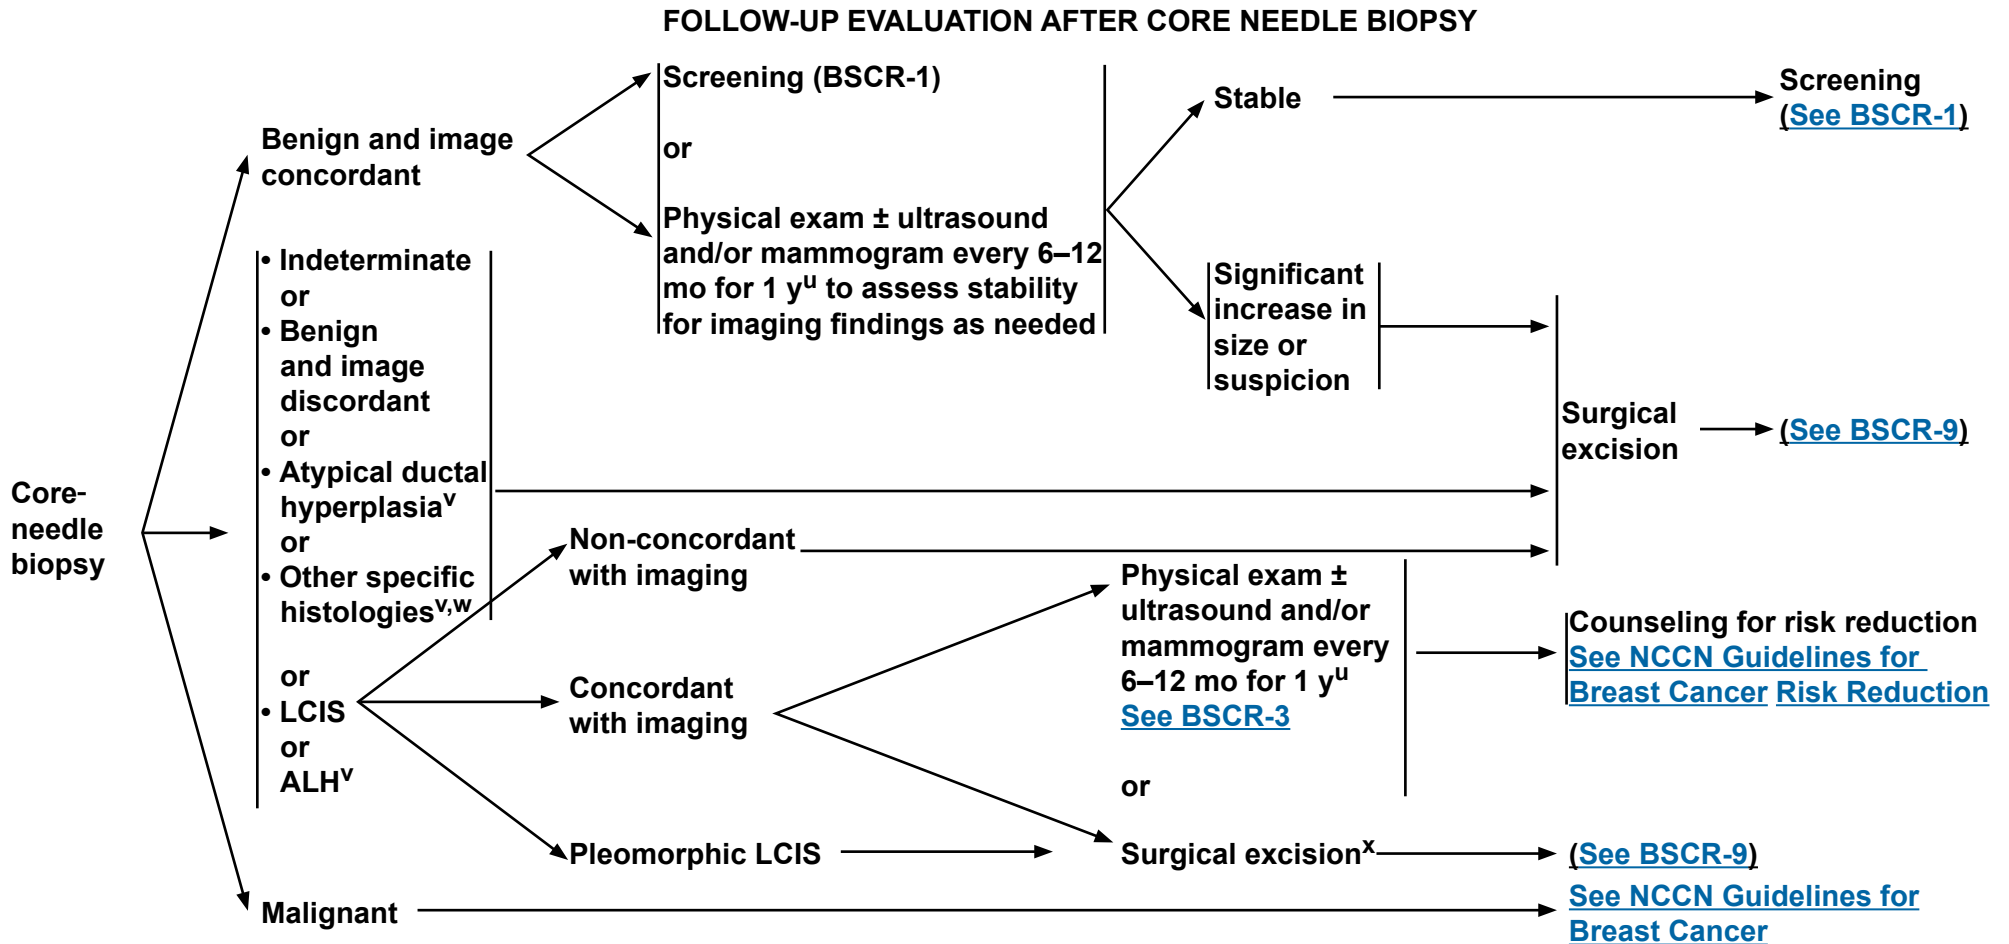 FOLLOW-UP EVALUATION AFTER CORE NEEDLE BIOPSY
Core-
needle
biopsy
Benign and image
concordant
Screening (BSCR-1)
or
Physical exam ± ultrasound
and/or mammogram every 6–12
mo for 1 yᵘ to assess stability
for imaging findings as needed
Stable
Screening
(See BSCR-1)
Significant
increase in
size or
suspicion
• Indeterminate
or
• Benign
and image
discordant
or
• Atypical ductal
hyperplasiaᵛ
or
• Other specific
histologiesᵛ,ʷ
or
• LCIS
or
ALHᵛ
Surgical
excision
(See BSCR-9)
Non-concordant
with imaging
Concordant
with imaging
Physical exam ±
ultrasound and/or
mammogram every
6–12 mo for 1 yᵘ
See BSCR-3
or
Surgical excisionˣ
Counseling for risk reduction
See NCCN Guidelines for
Breast Cancer Risk Reduction
Pleomorphic LCIS
(See BSCR-9)
Malignant
See NCCN Guidelines for
Breast Cancer